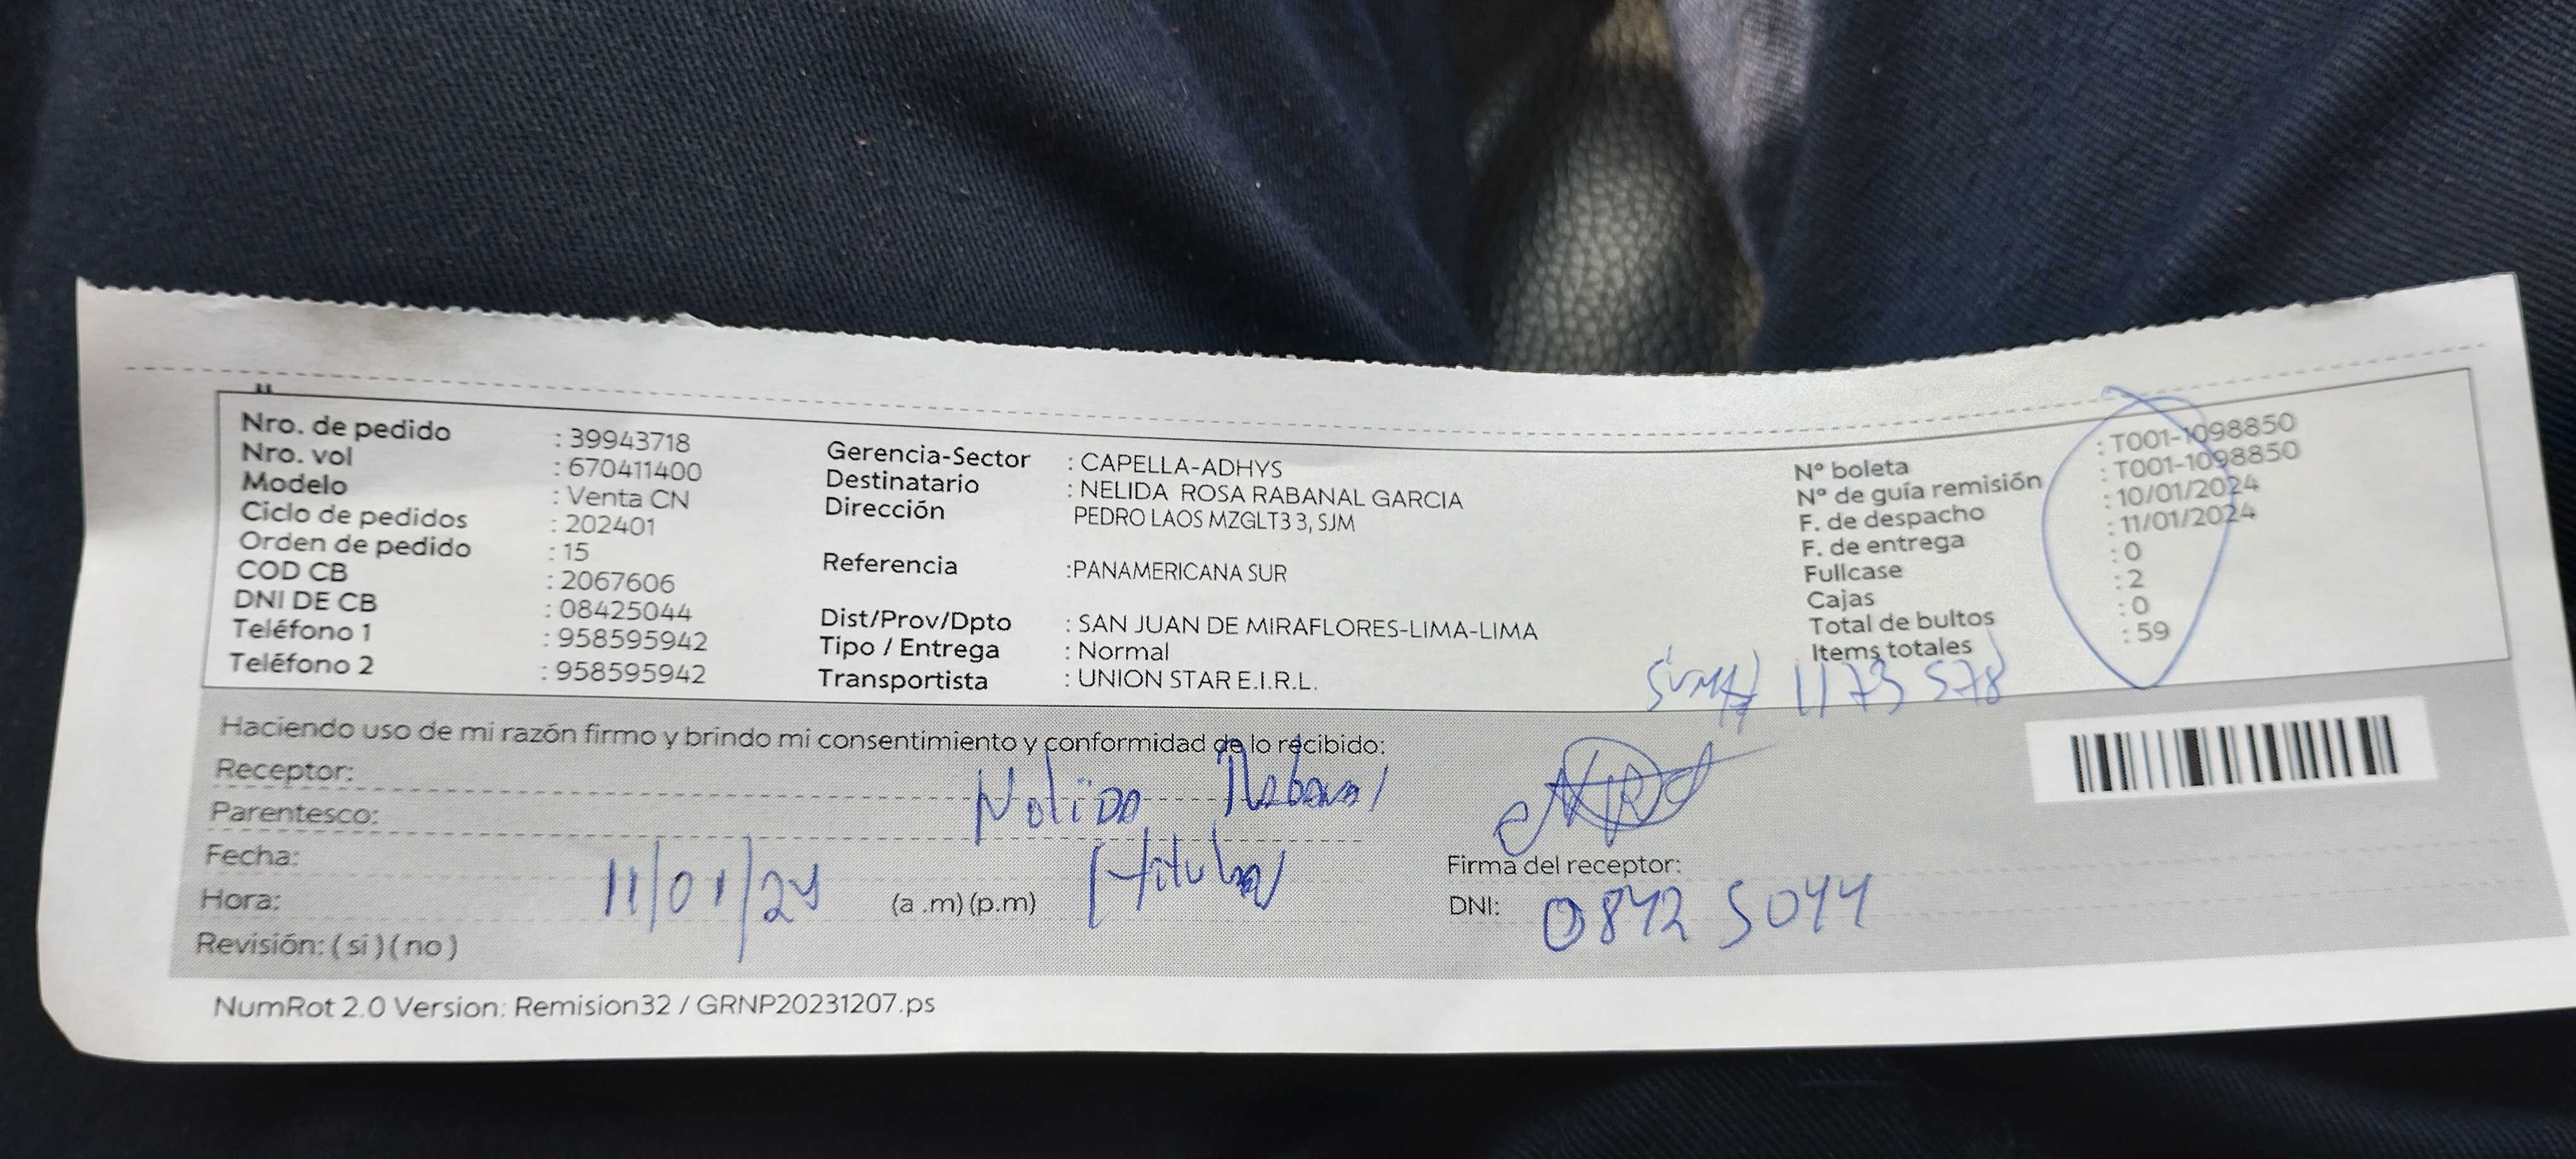 Nro. de pedido : 39943718
Nro. vol : 670411400
Modelo : Venta CN
Ciclo de pedidos : 202401
Orden de pedido : 15
COD CB : 2067606
DNI DE CB : 08425044
Teléfono 1 : 958595942
Teléfono 2 : 958595942
Gerencia-Sector : CAPELLA-ADHYS
Destinatario : NELIDA ROSA RABANAL GARCIA
Dirección PEDRO LAOS MZGLT3 3, SJM
Referencia :PANAMERICANA SUR
Dist/Prov/Dpto : SAN JUAN DE MIRAFLORES-LIMA-LIMA
Tipo / Entrega : Normal
Transportista : UNION STAR E.I.R.L.
N° boleta : T001-1098850
N° de guía remisión : T001-1098850
F. de despacho : 10/01/2024
F. de entrega : 11/01/2024
Fullcase : 0
Cajas : 2
Total de bultos : 0
Items totales : 59
1173 578
Haciendo uso de mi razón firmo y brindo mi consentimiento y conformidad de lo recibido:
Receptor: Nelida Rabanal
Parentesco: titular
Fecha: 11/01/24
Hora: (a .m) (p.m)
Revisión: ( si ) ( no )
Firma del receptor:
DNI: 08425044
NumRot 2.0 Version: Remision32 / GRNP20231207.ps